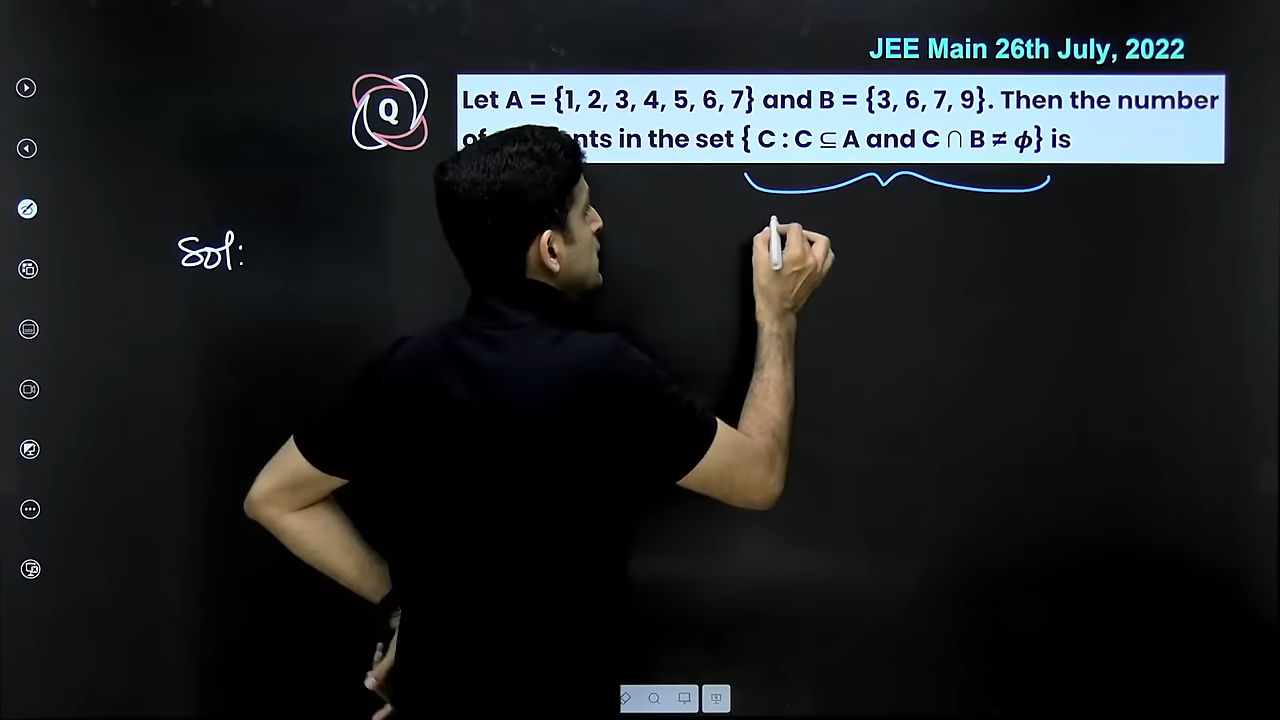 JEE Main 26th July, 2022
Q
Let A = {1, 2, 3, 4, 5, 6, 7} and B = {3, 6, 7, 9}. Then the number
in the set { C : C ⊆ A and C ∩ B ≠ ϕ} is
Sol: